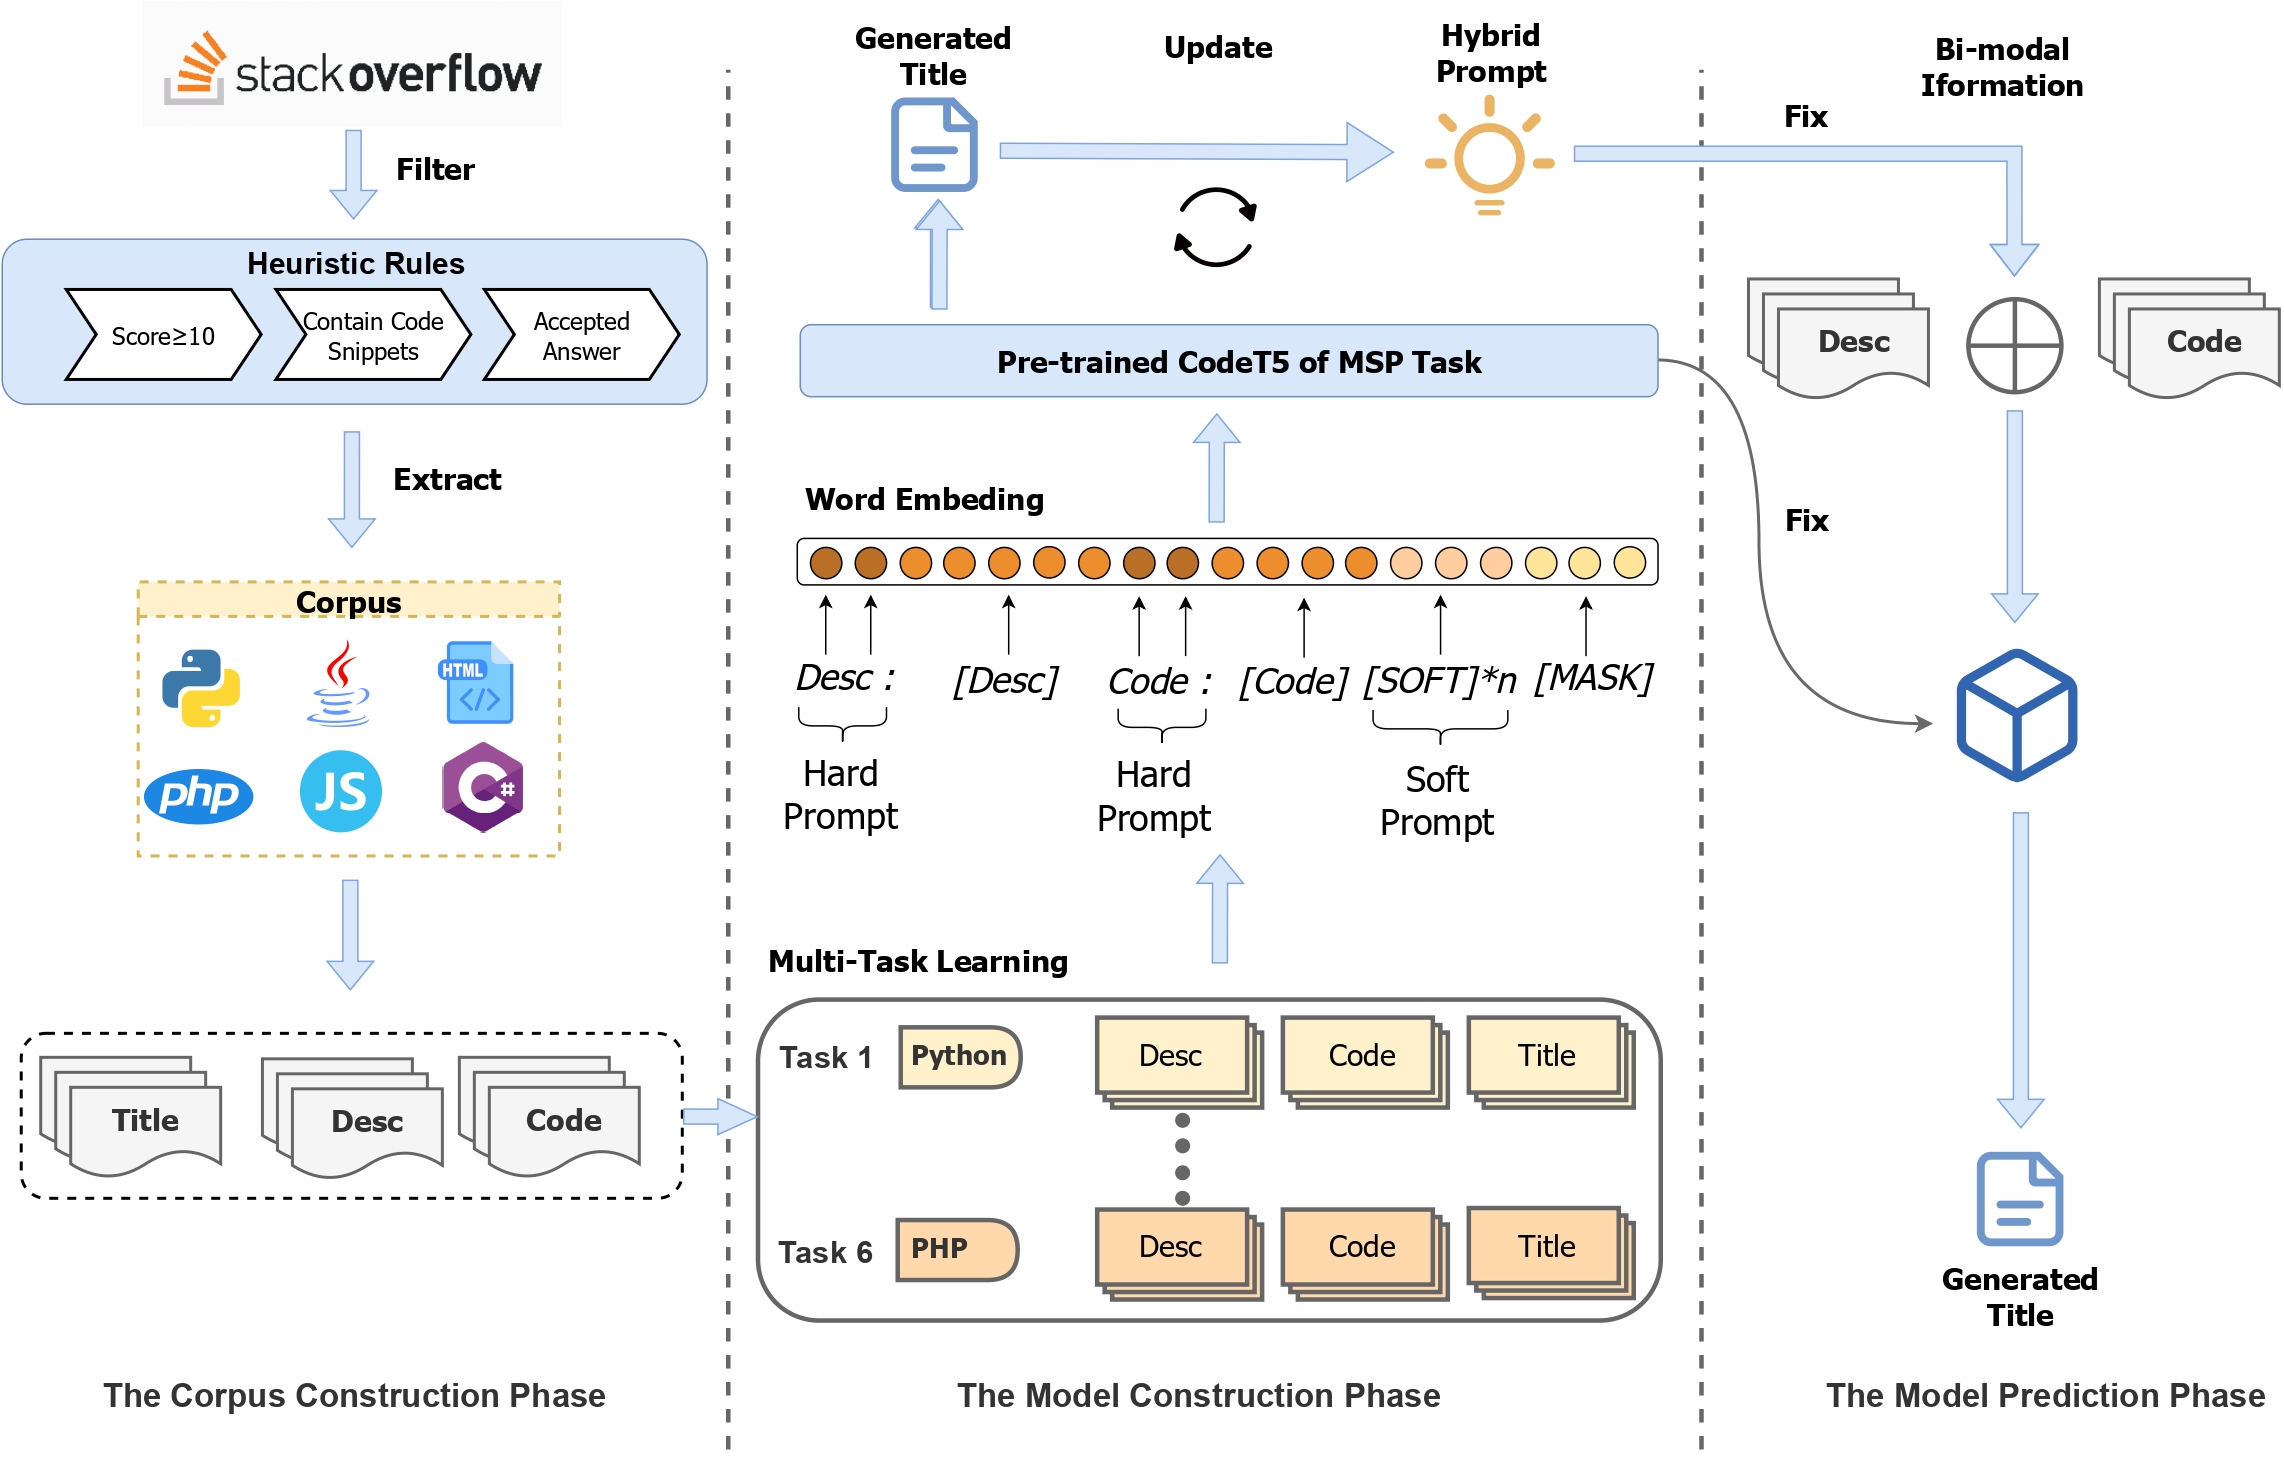 stackoverflow
Filter
Heuristic Rules
Score≥10
Contain Code
Snippets
Accepted
Answer
Extract
Corpus
HTML
</>
php
JS
C#
Title
Desc
Code
The Corpus Construction Phase
Generated
Title
Update
Hybrid
Prompt
Pre-trained CodeT5 of MSP Task
Word Embeding
Desc :
[Desc]
Code :
[Code]
[SOFT]*n
[MASK]
Hard
Prompt
Hard
Prompt
Soft
Prompt
Multi-Task Learning
Task 1
Python
Desc
Code
Title
Task 6
PHP
Desc
Code
Title
The Model Construction Phase
Fix
Bi-modal
Iformation
Desc
Code
Fix
Generated
Title
The Model Prediction Phase